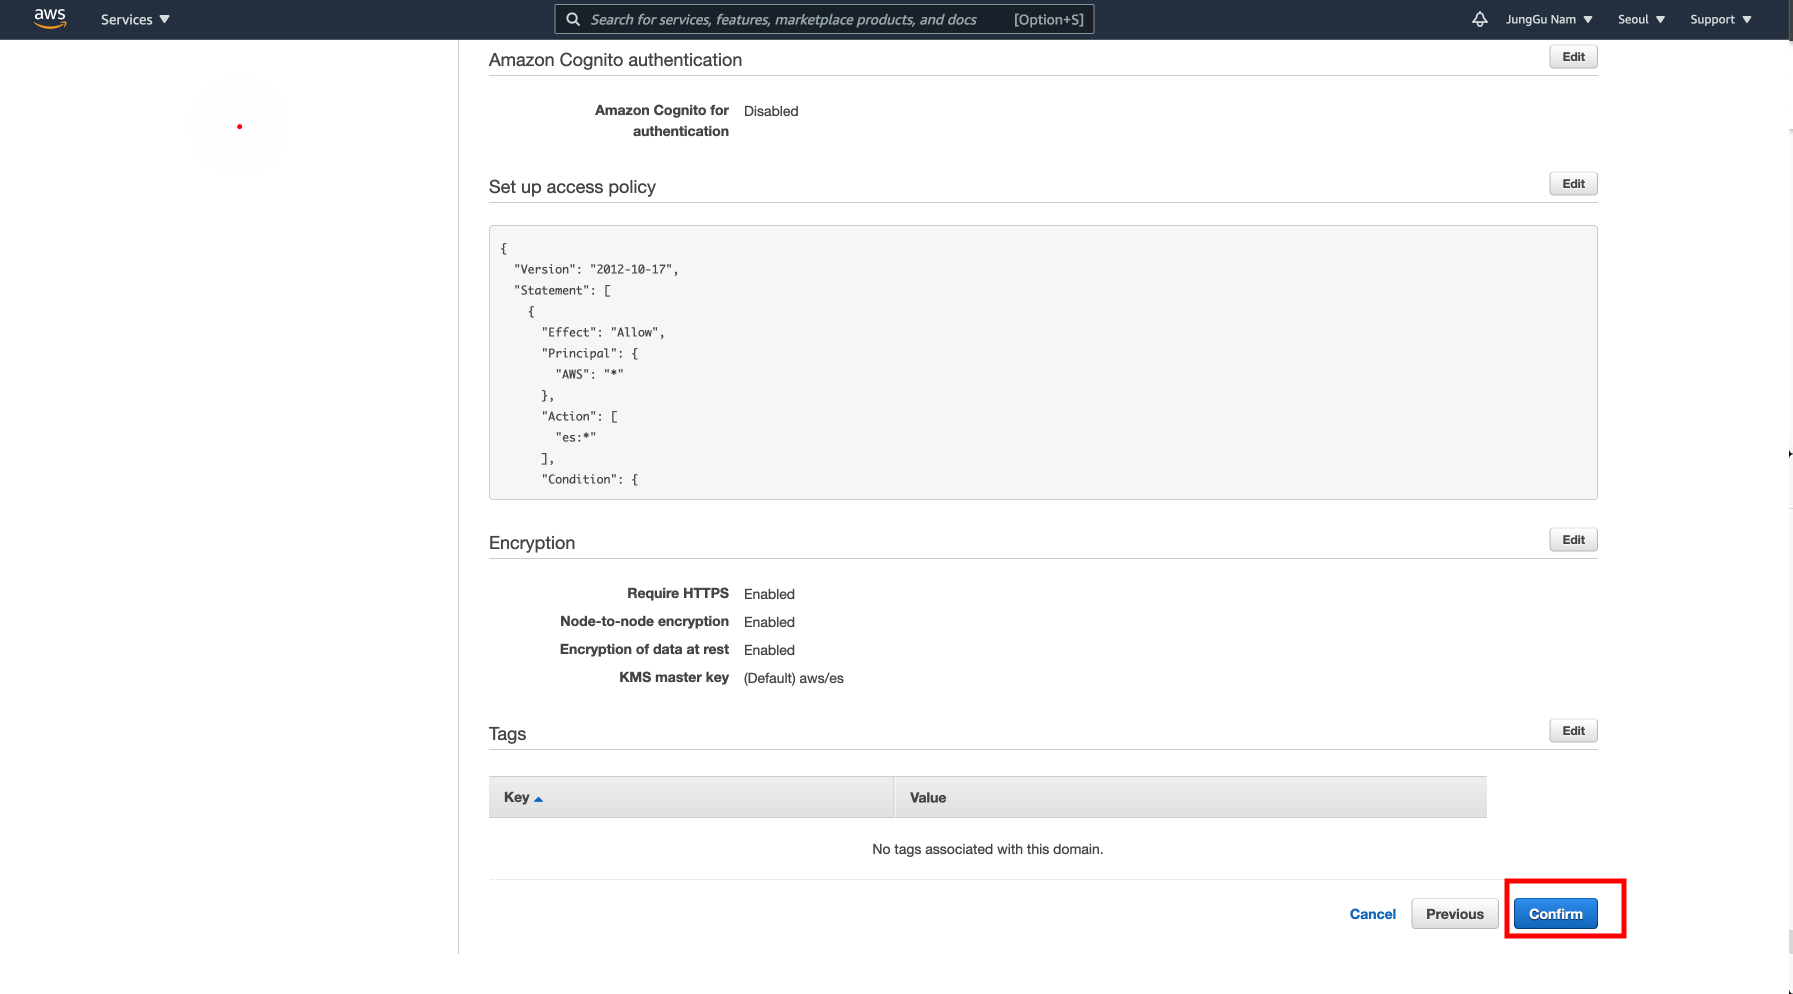 aws Services Search for services, features, marketplace products, and docs [Option+S] JungGu Nam Seoul Support
Amazon Cognito authentication Edit
Amazon Cognito for authentication Disabled
Set up access policy Edit
{
"Version": "2012-10-17",
"Statement": [
{
"Effect": "Allow",
"Principal": {
"AWS": "*"
},
"Action": [
"es:*"
],
"Condition": {
Encryption Edit
Require HTTPS Enabled
Node-to-node encryption Enabled
Encryption of data at rest Enabled
KMS master key (Default) aws/es
Tags Edit
Key Value
No tags associated with this domain.
Cancel Previous Confirm